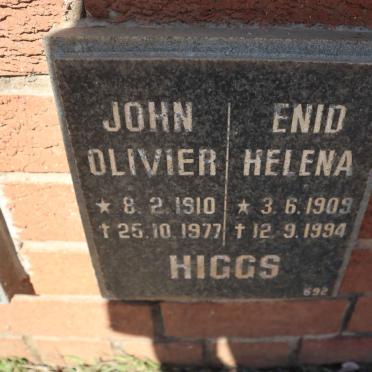 JOHN ENID
OLIVIER HELENA
★ 8.2.1910 ★ 3.6.1909
† 25.10.1977 † 12.9.1994
HIGGS
692